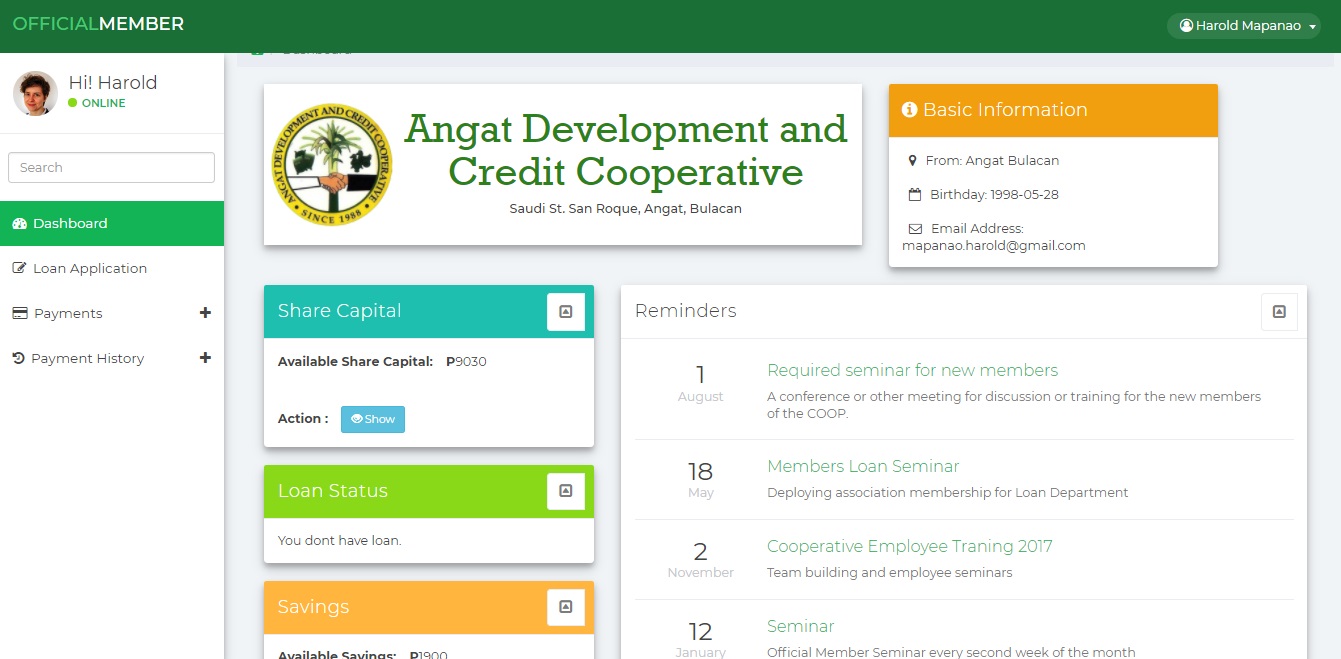 OFFICIALMEMBER
Harold Mapanao
Hi! Harold
ONLINE
Search
Dashboard
Loan Application
Payments
Payment History
Dashboard
ANGAT DEVELOPMENT AND CREDIT COOPERATIVE
SINCE 1988
Angat Development and
Credit Cooperative
Saudi St. San Roque, Angat, Bulacan
Basic Information
From: Angat Bulacan
Birthday: 1998-05-28
Email Address:
mapanao.harold@gmail.com
Share Capital
Available Share Capital: P9030
Action : Show
Loan Status
You dont have loan.
Savings
Available Savings: P1900
Reminders
1
August
Required seminar for new members
A conference or other meeting for discussion or training for the new members
of the COOP.
18
May
Members Loan Seminar
Deploying association membership for Loan Department
2
November
Cooperative Employee Traning 2017
Team building and employee seminars
12
January
Seminar
Official Member Seminar every second week of the month